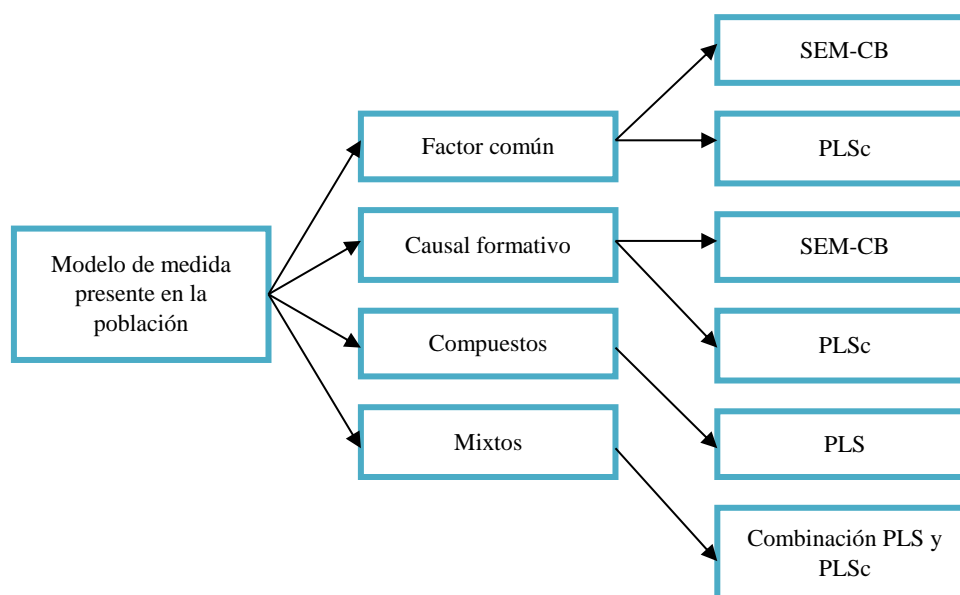 Modelo de medida
presente en la
población
Factor común
Causal formativo
Compuestos
Mixtos
SEM-CB
PLSc
SEM-CB
PLSc
PLS
Combinación PLS y
PLSc